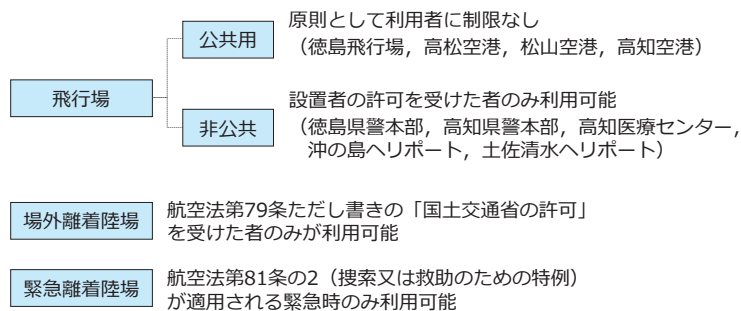 公共用
原則として利用者に制限なし
（徳島飛行場，高松空港，松山空港，高知空港）
飛行場
非公共
設置者の許可を受けた者のみ利用可能
（徳島県警本部，高知県警本部，高知医療センター，
沖の島ヘリポート，土佐清水ヘリポート）
場外離着陸場
航空法第79条ただし書きの「国土交通省の許可」
を受けた者のみが利用可能
緊急離着陸場
航空法第81条の2（捜索又は救助のための特例）
が適用される緊急時のみ利用可能